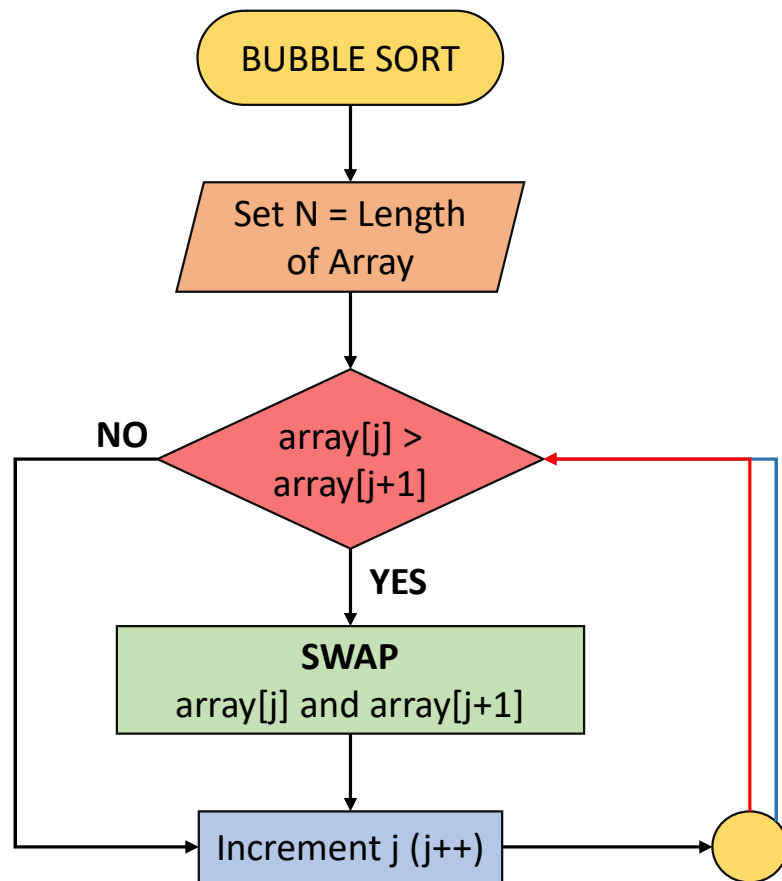 BUBBLE SORT
Set N = Length
of Array
NO
array[j] >
array[j+1]
YES
SWAP
array[j] and array[j+1]
Increment j (j++)